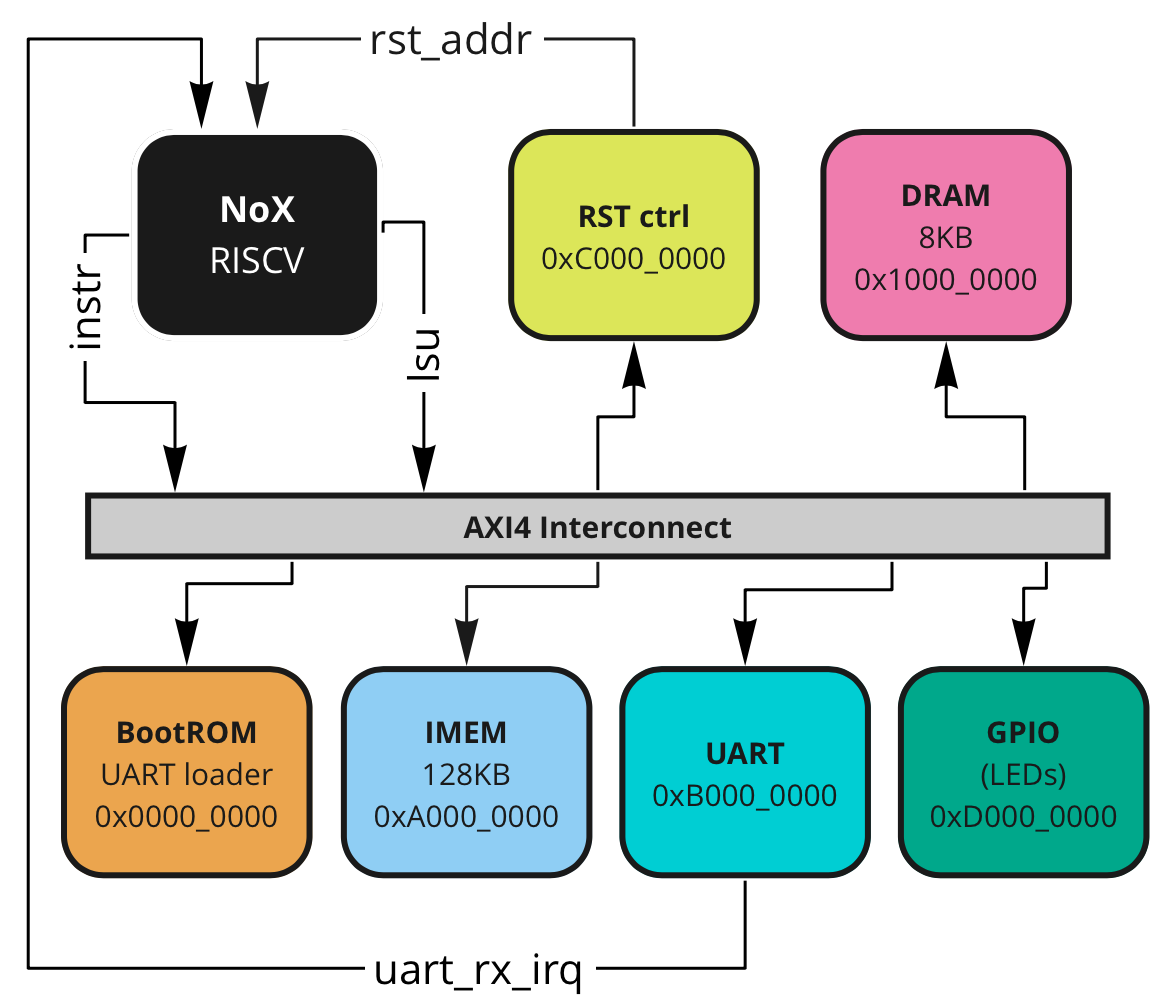 rst_addr
NoX
RISCV
RST ctrl
0xC000_0000
DRAM
8KB
0x1000_0000
instr
lsu
AXI4 Interconnect
BootROM
UART loader
0x0000_0000
IMEM
128KB
0xA000_0000
UART
0xB000_0000
GPIO
(LEDs)
0xD000_0000
uart_rx_irq